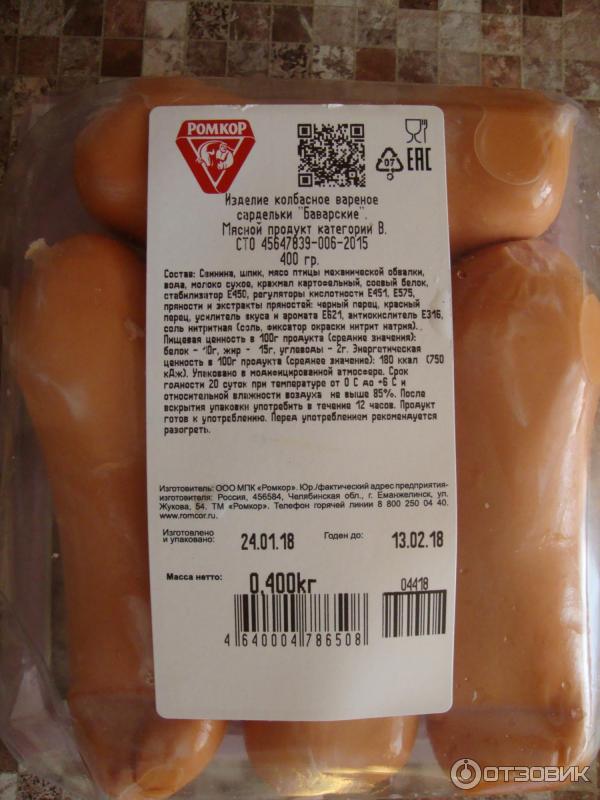 РОМКОР
07
ЕАС
Изделие колбасное вареное
сардельки "Баварские".
Мясной продукт категории В.
СТО 45647839-006-2015
400 гр.
Состав: Свинина, шпик, мясо птицы механической обвалки,
вода, молоко сухое, крахмал картофельный, соевый белок,
стабилизатор Е450, регуляторы кислотности Е451, Е575,
пряности и экстракты пряностей: черный перец, красный
перец, усилитель вкуса и аромата Е621, антиокислитель Е316,
соль нитритная (соль, фиксатор окраски нитрит натрия).
Пищевая ценность в 100г продукта (средние значения):
белок - 10г, жир - 15г, углеводы - 2г. Энергетическая
ценность в 100г продукта (среднее значение): 180 ккал (750
кДж). Упаковано в модифицированной атмосфере. Срок
годности 20 суток при температуре от 0 С до +6 С и
относительной влажности воздуха не выше 85%. После
вскрытия упаковки употребить в течение 12 часов. Продукт
готов к употреблению. Перед употреблением рекомендуется
разогреть.
Изготовитель: ООО МПК «Ромкор». Юр./фактический адрес предприятия-
изготовителя: Россия, 456584, Челябинская обл., г. Еманжелинск, ул.
Жукова, 54. ТМ «Ромкор». Телефон горячей линии 8 800 250 04 40.
www.romcor.ru.
Изготовлено
и упаковано: 24.01.18 Годен до: 13.02.18
Масса нетто: 0,400кг
04418
4 640004 786508
ОТЗОВИК